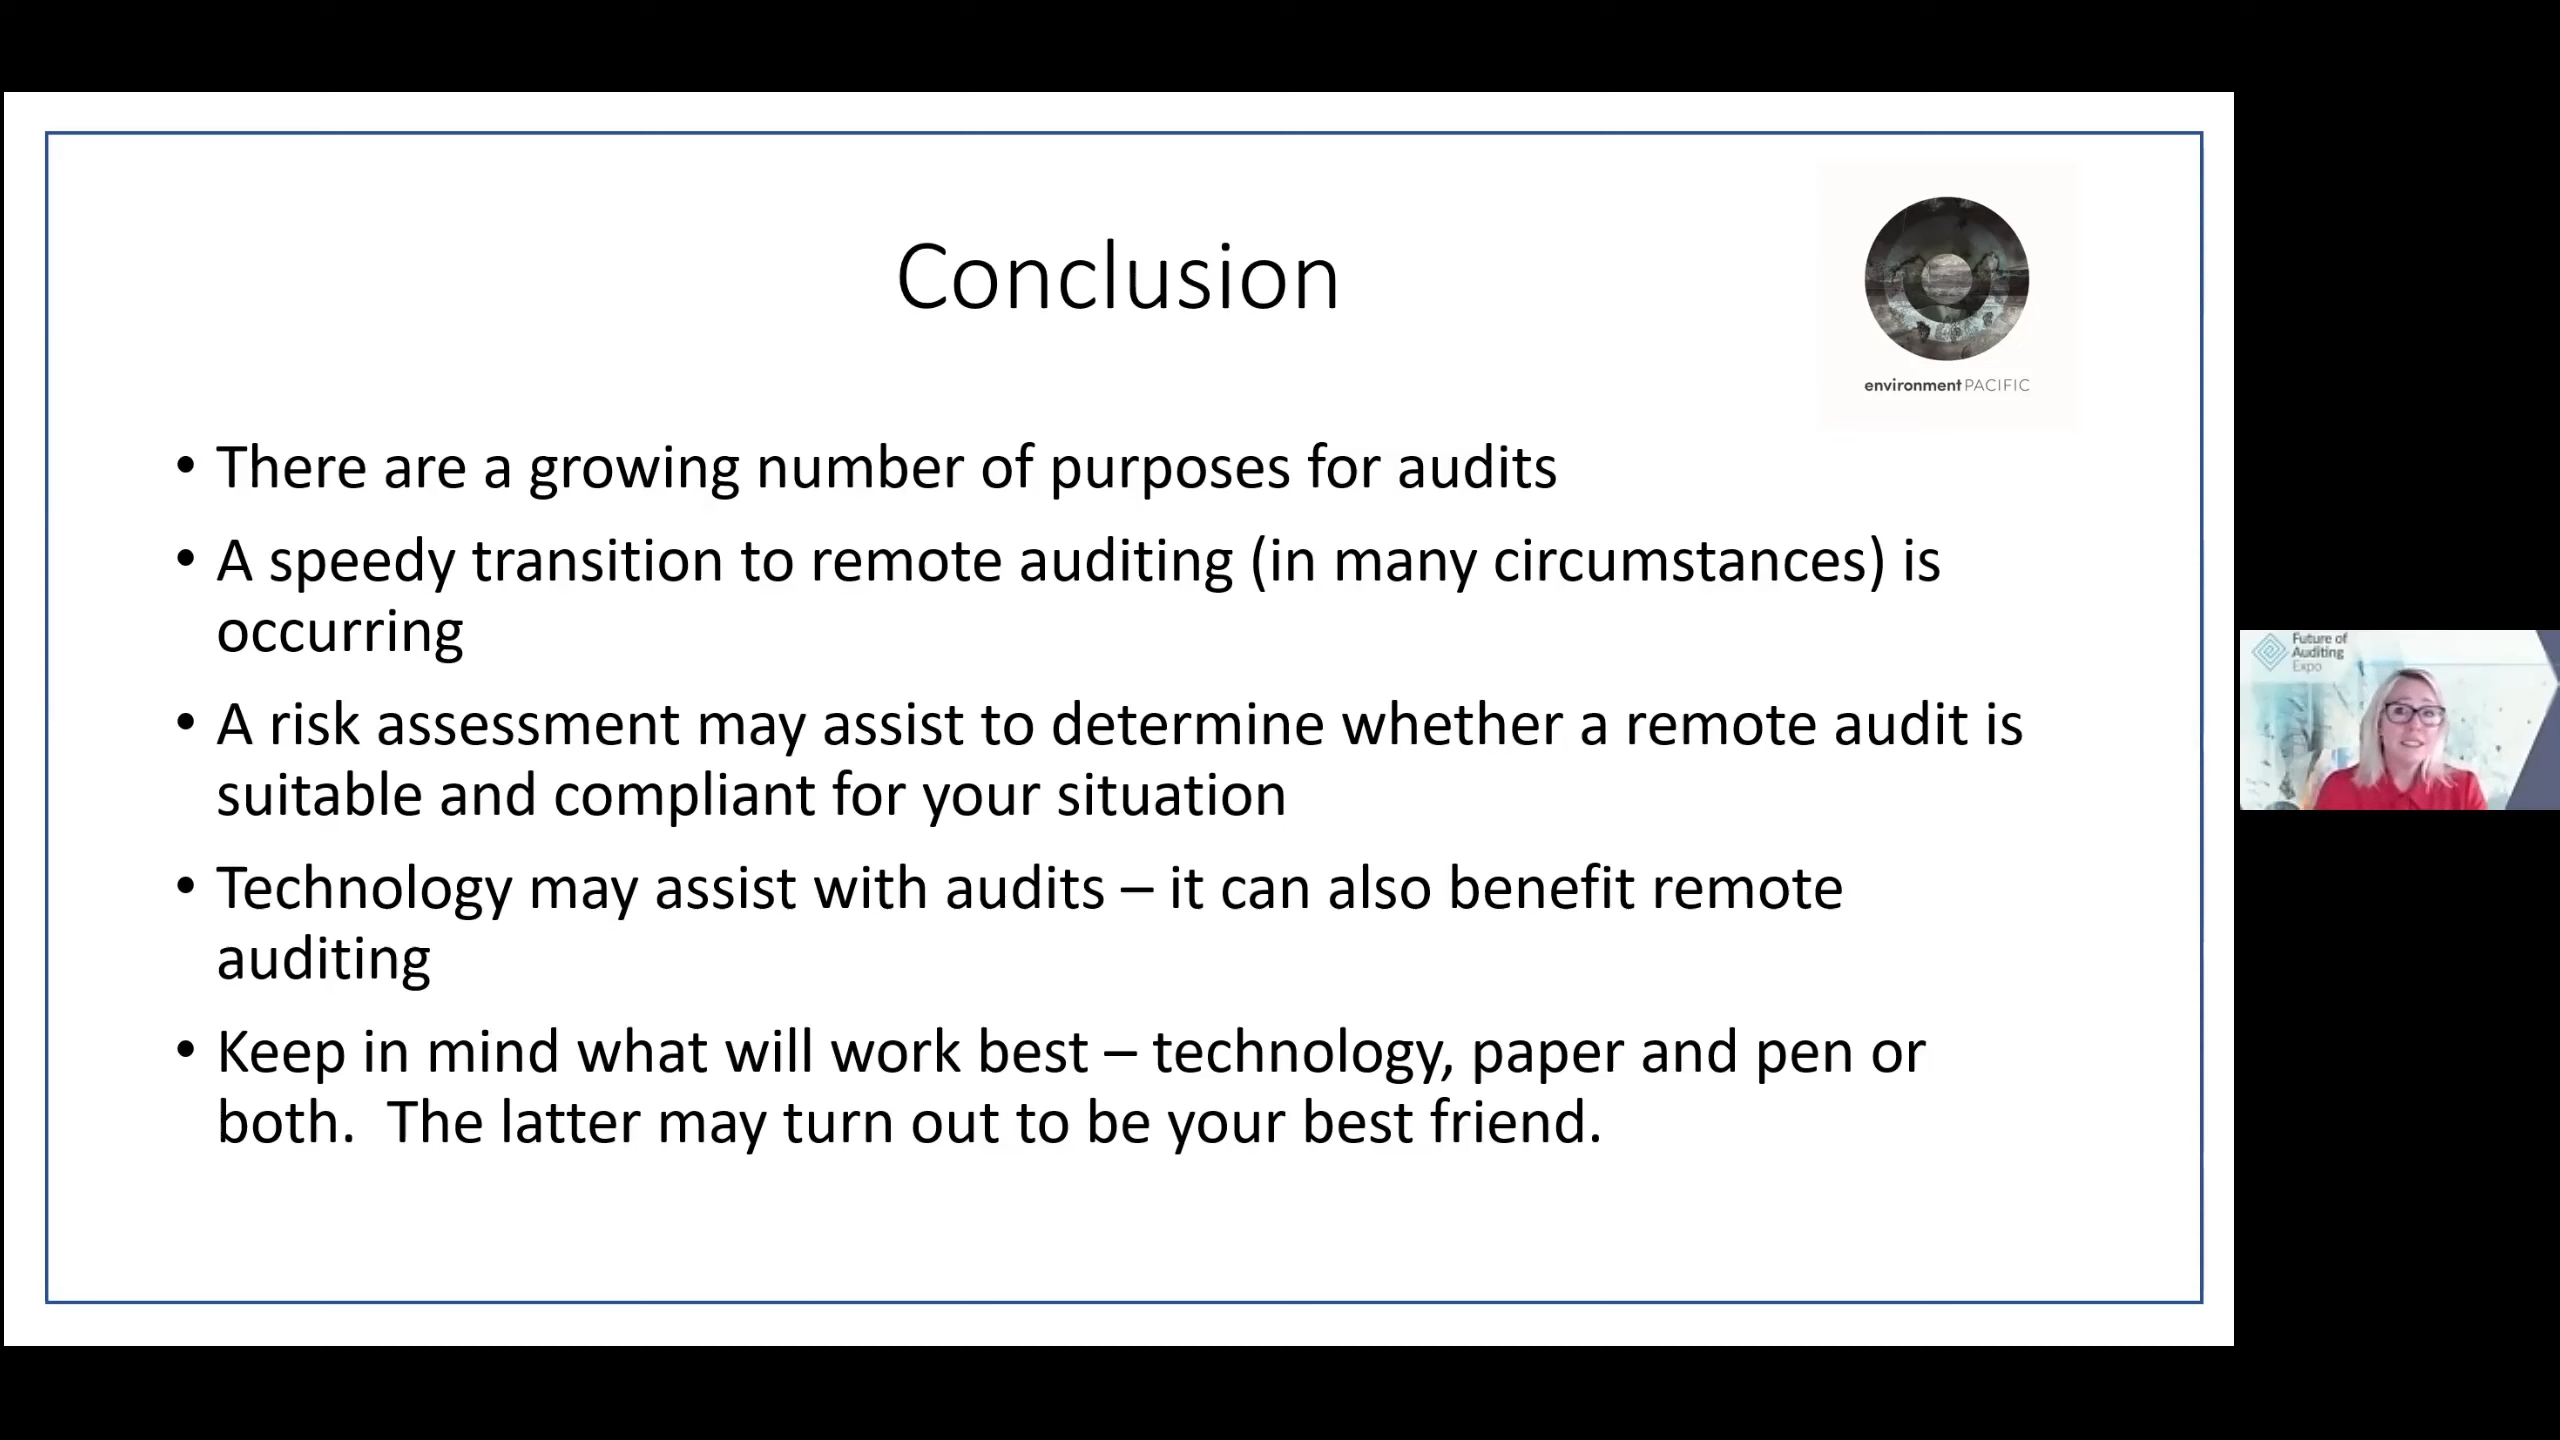 Conclusion
environmentPACIFIC
• There are a growing number of purposes for audits
• A speedy transition to remote auditing (in many circumstances) is
occurring
• A risk assessment may assist to determine whether a remote audit is
suitable and compliant for your situation
• Technology may assist with audits – it can also benefit remote
auditing
• Keep in mind what will work best – technology, paper and pen or
both.  The latter may turn out to be your best friend.
Future of
Auditing
Expo